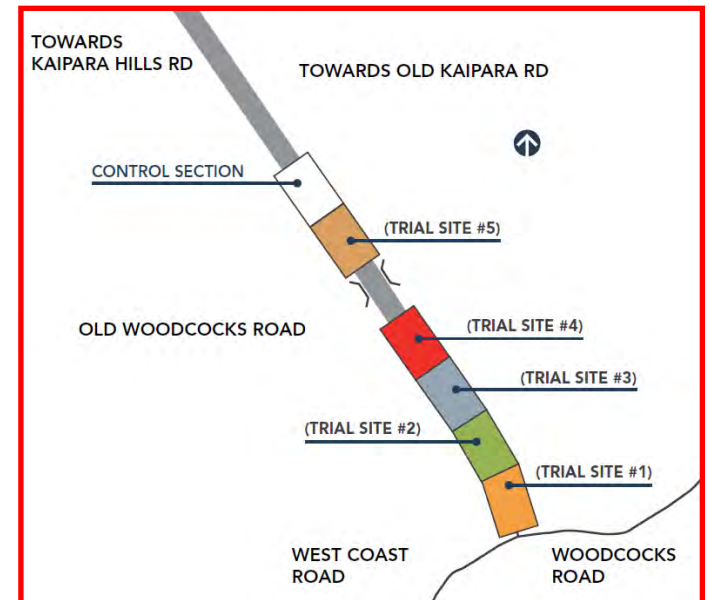 TOWARDS
KAIPARA HILLS RD
TOWARDS OLD KAIPARA RD
CONTROL SECTION
(TRIAL SITE #5)
OLD WOODCOCKS ROAD
(TRIAL SITE #4)
(TRIAL SITE #3)
(TRIAL SITE #2)
(TRIAL SITE #1)
WEST COAST
ROAD
WOODCOCKS
ROAD